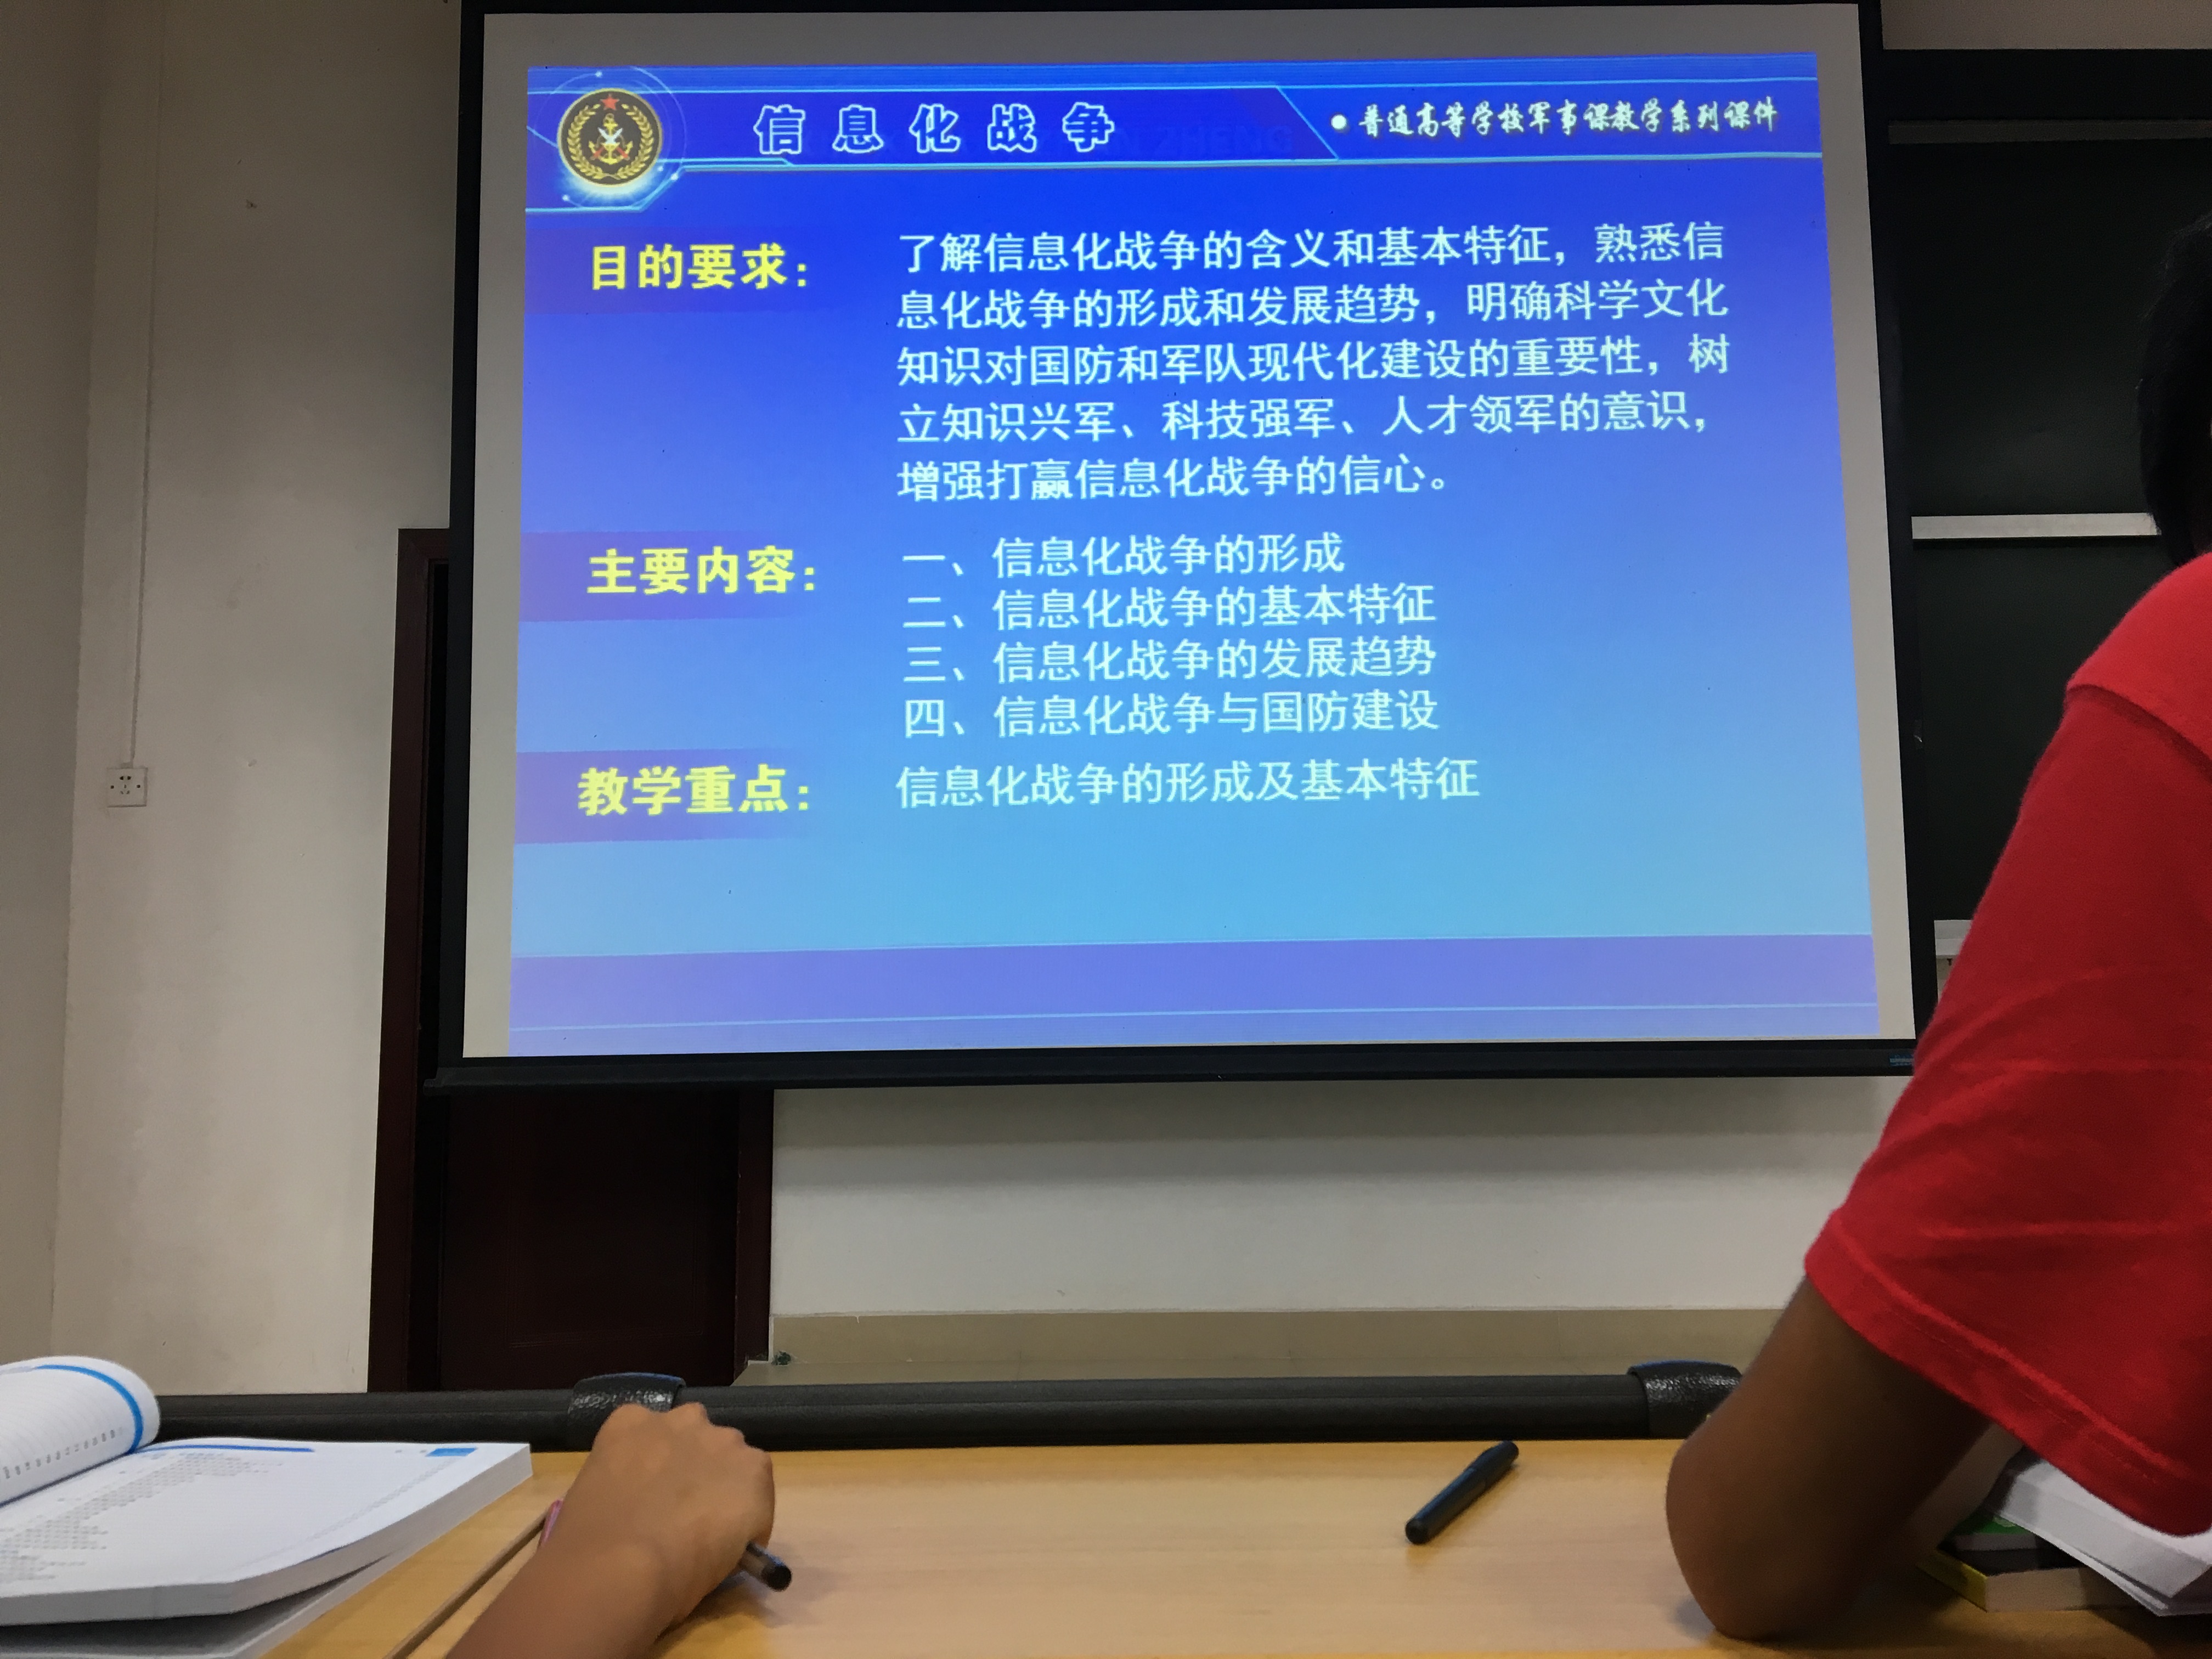 信息化战争
●普通高等学校军事课教学系列课件
目的要求：
了解信息化战争的含义和基本特征，熟悉信
息化战争的形成和发展趋势，明确科学文化
知识对国防和军队现代化建设的重要性，树
立知识兴军、科技强军、人才领军的意识，
增强打赢信息化战争的信心。
主要内容：
一、信息化战争的形成
二、信息化战争的基本特征
三、信息化战争的发展趋势
四、信息化战争与国防建设
教学重点：
信息化战争的形成及基本特征